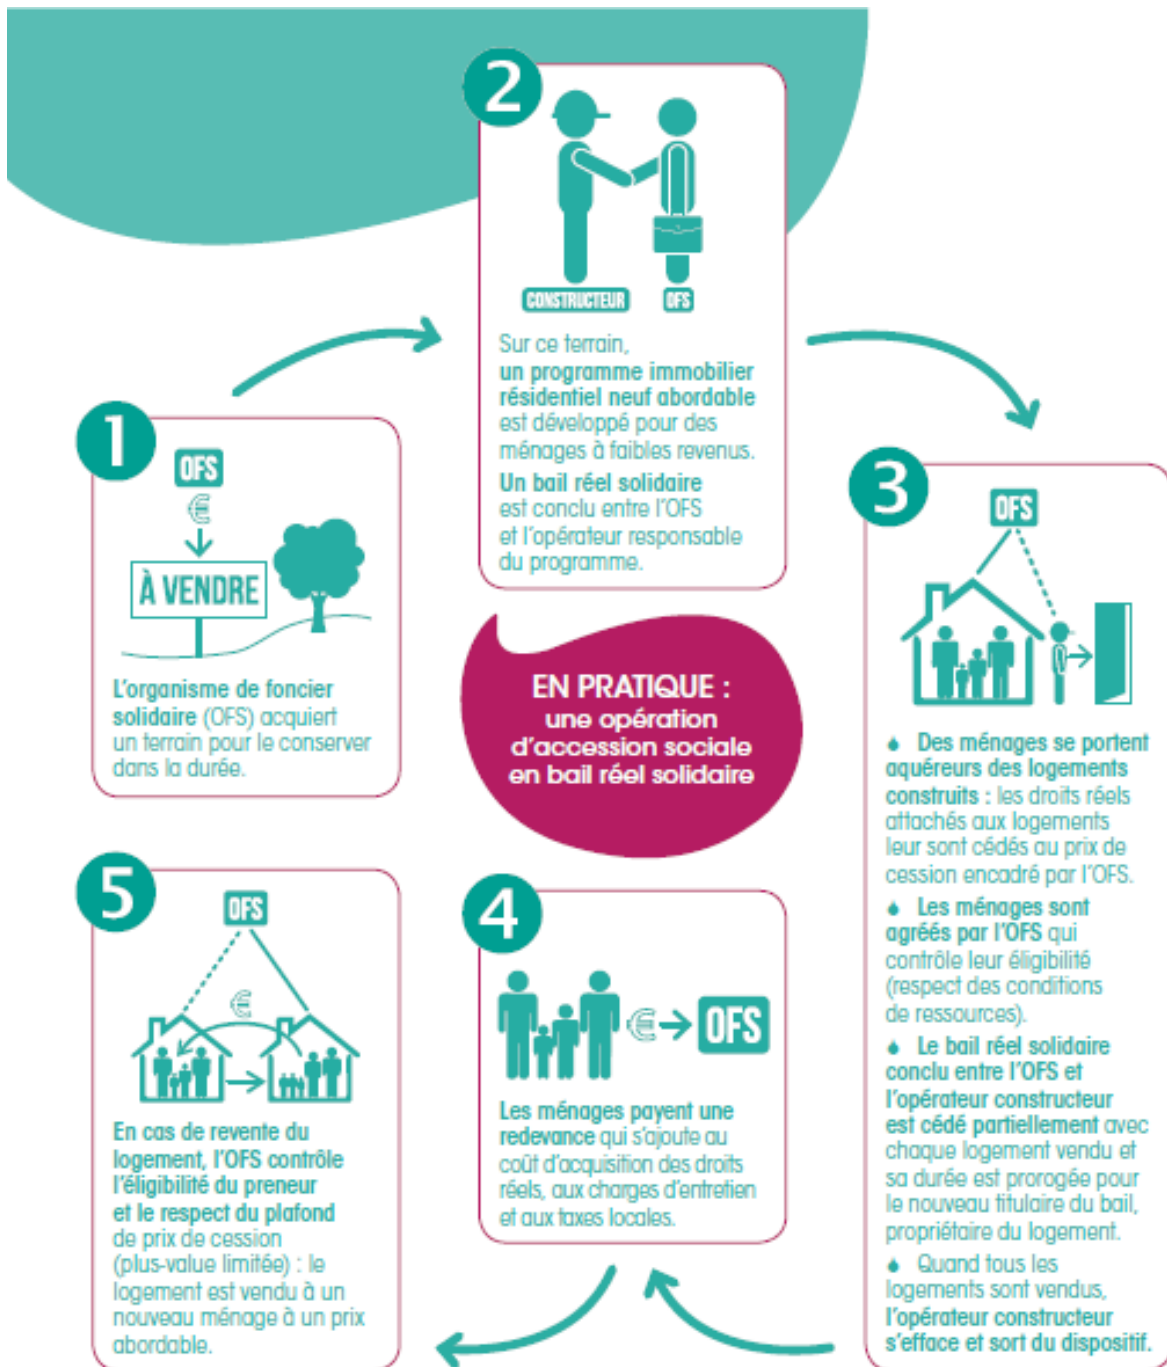 1
OFS
€
À VENDRE
L'organisme de foncier
solidaire (OFS) acquiert
un terrain pour le conserver
dans la durée.
2
CONSTRUCTEUR
OFS
Sur ce terrain,
un programme immobilier
résidentiel neuf abordable
est développé pour des
ménages à faibles revenus.
Un bail réel solidaire
est conclu entre l'OFS
et l'opérateur responsable
du programme.
EN PRATIQUE :
une opération
d'accession sociale
en bail réel solidaire
3
OFS
Des ménages se portent
aquéreurs des logements
construits : les droits réels
attachés aux logements
leur sont cédés au prix de
cession encadré par l'OFS.
Les ménages sont
agréés par l'OFS qui
contrôle leur éligibilité
(respect des conditions
de ressources).
Le bail réel solidaire
conclu entre l'OFS et
l'opérateur constructeur
est cédé partiellement avec
chaque logement vendu et
sa durée est prorogée pour
le nouveau titulaire du bail,
propriétaire du logement.
Quand tous les
logements sont vendus,
l'opérateur constructeur
s'efface et sort du dispositif.
4
€
OFS
Les ménages payent une
redevance qui s'ajoute au
coût d'acquisition des droits
réels, aux charges d'entretien
et aux taxes locales.
5
OFS
€
En cas de revente du
logement, l'OFS contrôle
l'éligibilité du preneur
et le respect du plafond
de prix de cession
(plus-value limitée) : le
logement est vendu à un
nouveau ménage à un prix
abordable.